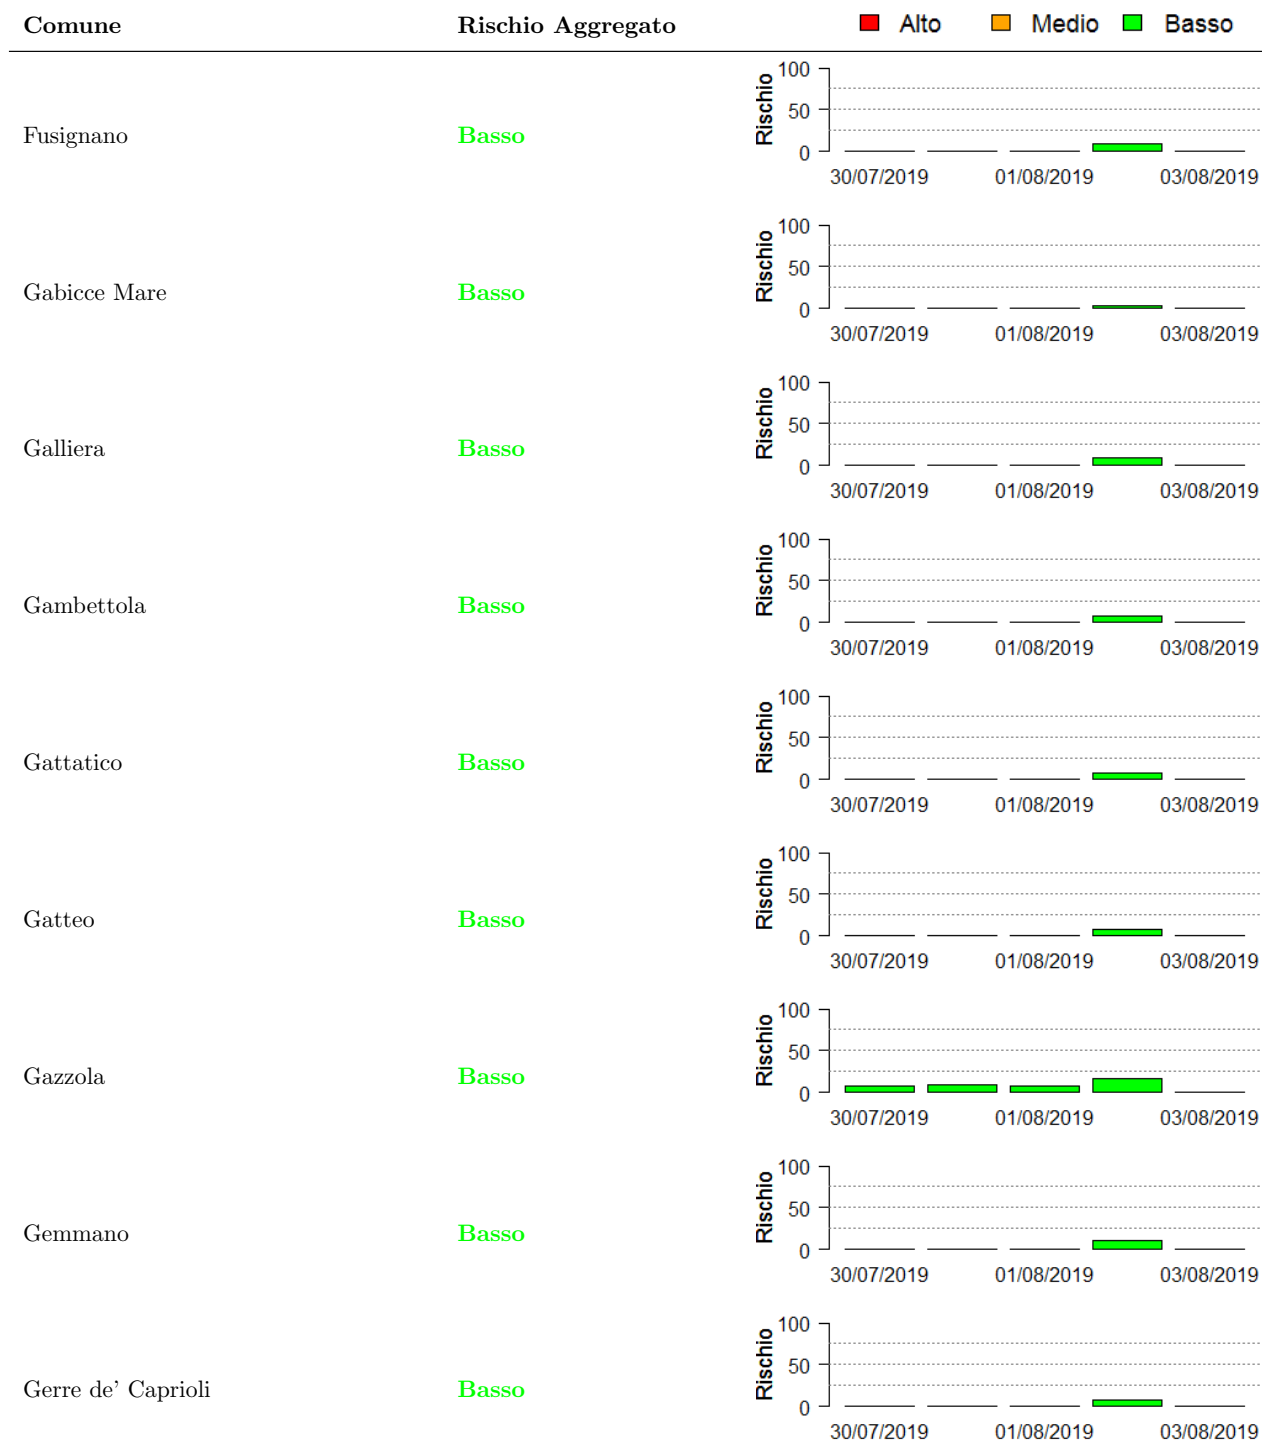 Comune Rischio Aggregato Alto Medio Basso
Fusignano Basso
Rischio
100
50
0
30/07/2019 01/08/2019 03/08/2019
Gabicce Mare Basso
Rischio
100
50
0
30/07/2019 01/08/2019 03/08/2019
Galliera Basso
Rischio
100
50
0
30/07/2019 01/08/2019 03/08/2019
Gambettola Basso
Rischio
100
50
0
30/07/2019 01/08/2019 03/08/2019
Gattatico Basso
Rischio
100
50
0
30/07/2019 01/08/2019 03/08/2019
Gatteo Basso
Rischio
100
50
0
30/07/2019 01/08/2019 03/08/2019
Gazzola Basso
Rischio
100
50
0
30/07/2019 01/08/2019 03/08/2019
Gemmano Basso
Rischio
100
50
0
30/07/2019 01/08/2019 03/08/2019
Gerre de' Caprioli Basso
Rischio
100
50
0
30/07/2019 01/08/2019 03/08/2019